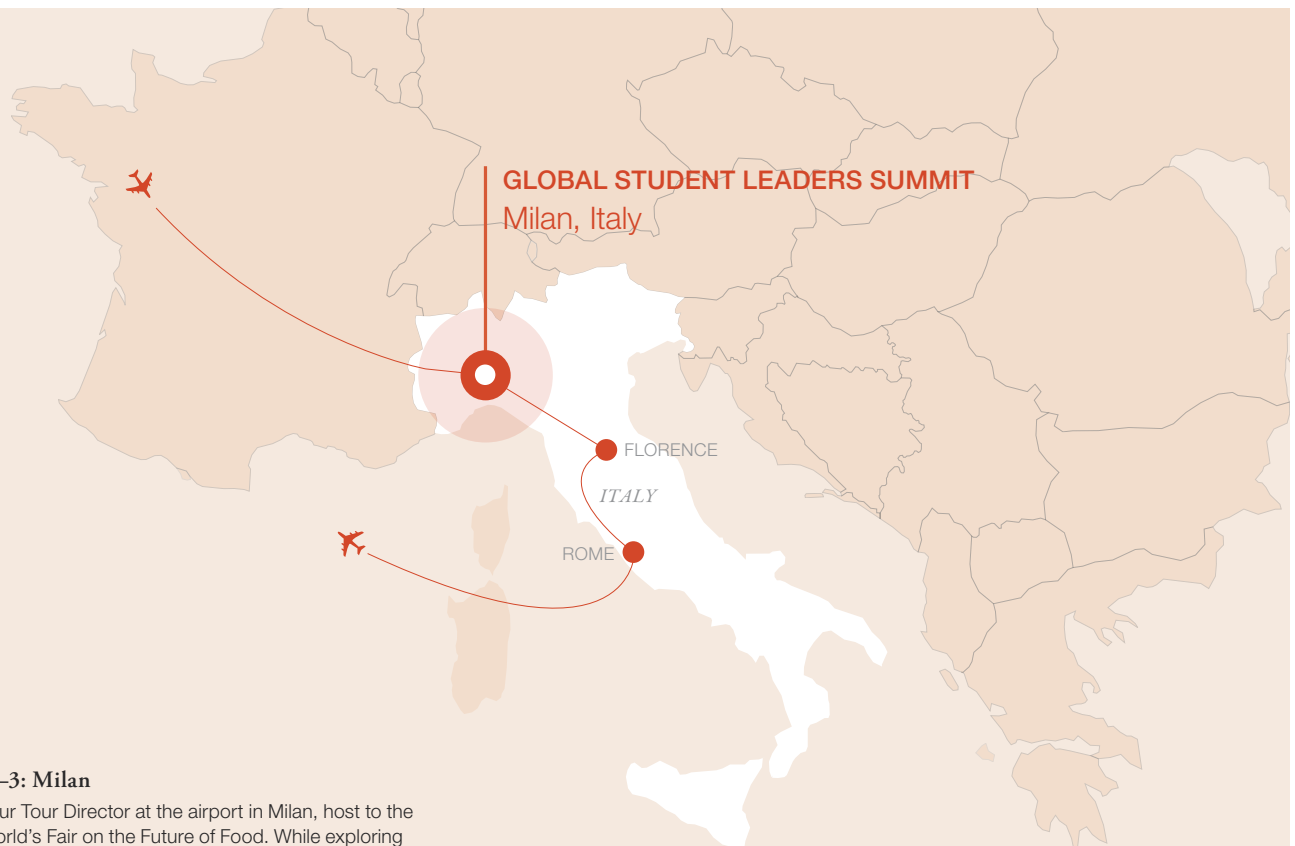 GLOBAL STUDENT LEADERS SUMMIT
Milan, Italy
FLORENCE
ITALY
ROME
–3: Milan
ur Tour Director at the airport in Milan, host to the
orld’s Fair on the Future of Food. While exploring